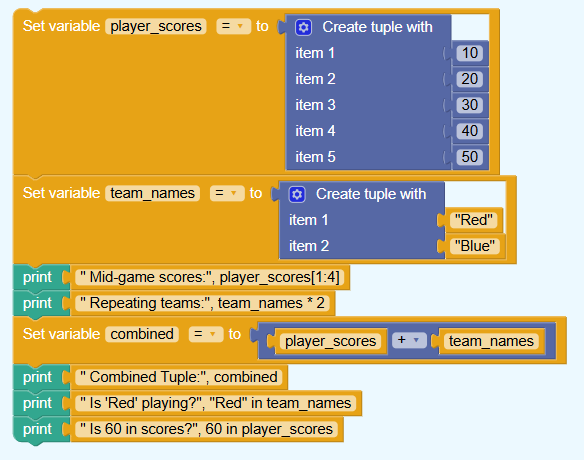 Set variable player_scores = to Create tuple with
item 1 10
item 2 20
item 3 30
item 4 40
item 5 50
Set variable team_names = to Create tuple with
item 1 "Red"
item 2 "Blue"
print " Mid-game scores:", player_scores[1:4]
print " Repeating teams:", team_names * 2
Set variable combined = to player_scores + team_names
print " Combined Tuple:", combined
print " Is 'Red' playing?", "Red" in team_names
print " Is 60 in scores?", 60 in player_scores